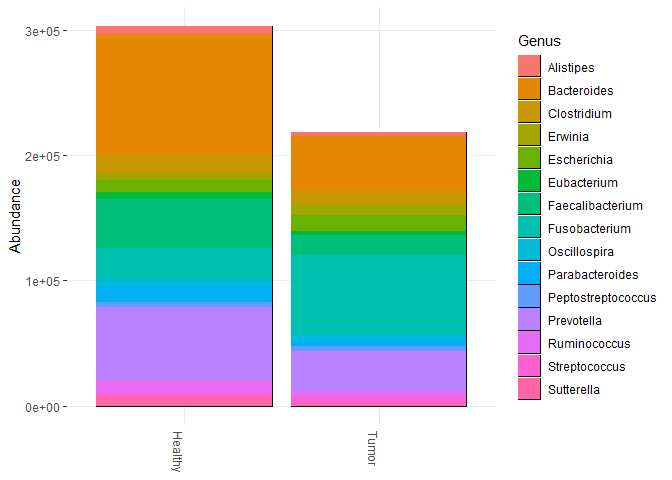 Abundance
3e+05
2e+05
1e+05
0e+00
Healthy
Tumor
Genus
Alistipes
Bacteroides
Clostridium
Erwinia
Escherichia
Eubacterium
Faecalibacterium
Fusobacterium
Oscillospira
Parabacteroides
Peptostreptococcus
Prevotella
Ruminococcus
Streptococcus
Sutterella